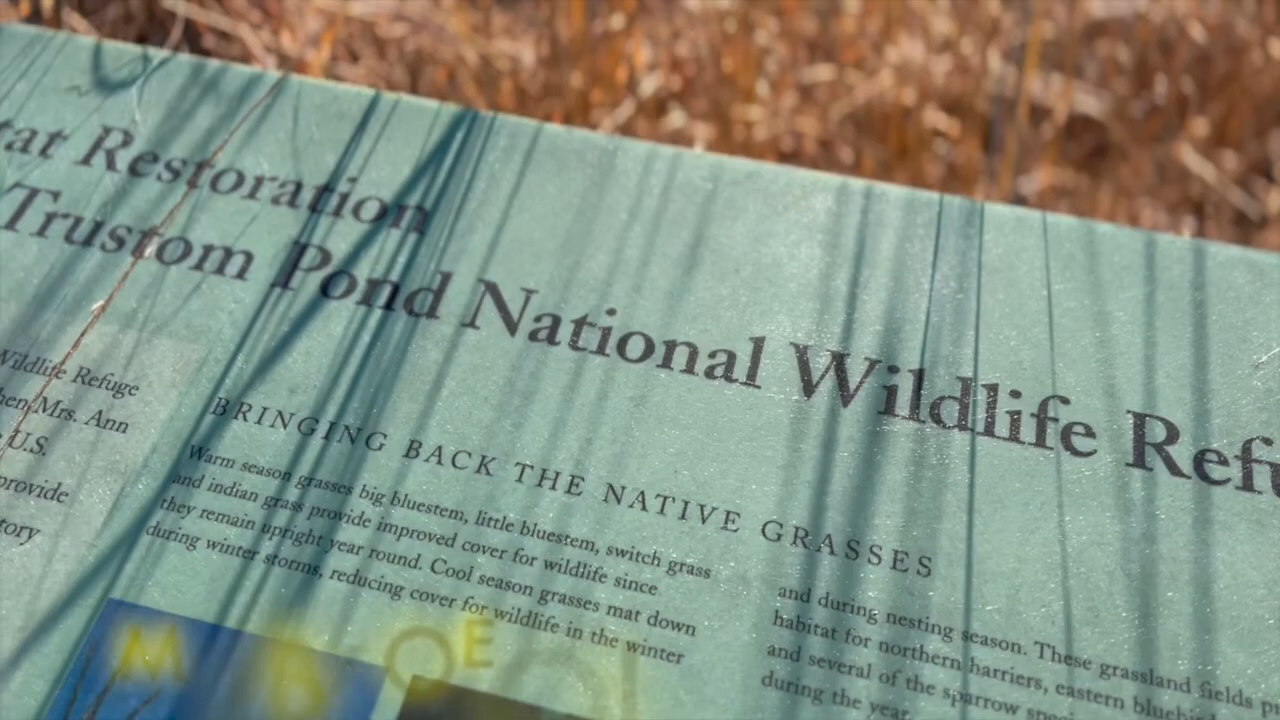 tat Restoration
Trustom Pond National Wildlife Refu
Wildlife Refuge
hen Mrs. Ann
U.S.
provide
tory
BRINGING BACK THE NATIVE GRASSES
Warm season grasses big bluestem, little bluestem, switch grass
and indian grass provide improved cover for wildlife since
they remain upright year round. Cool season grasses mat down
during winter storms, reducing cover for wildlife in the winter
and during nesting season. These grassland fields pr
habitat for northern harriers, eastern bluebi
and several of the sparrow spec
during the year.